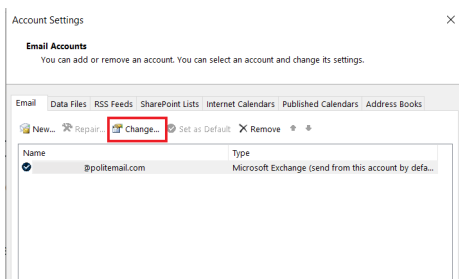 Account Settings
Email Accounts
You can add or remove an account. You can select an account and change its settings.
Email Data Files RSS Feeds SharePoint Lists Internet Calendars Published Calendars Address Books
New... Repair... Change... Set as Default Remove
Name Type
@politemail.com Microsoft Exchange (send from this account by defa...